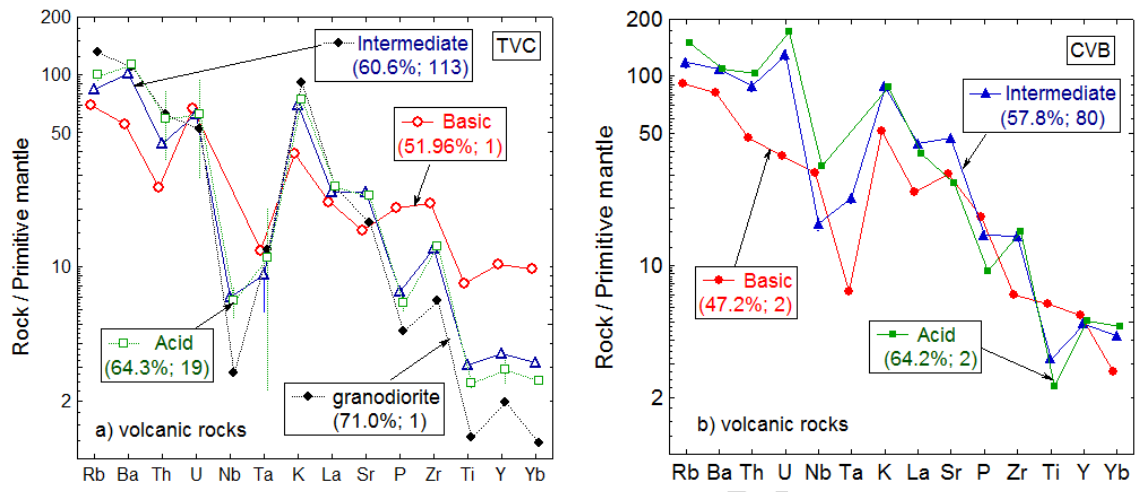 200
100
50
10
2
Rock / Primitive mantle
Intermediate
(60.6%; 113)
TVC
Basic
(51.96%; 1)
Acid
(64.3%; 19)
granodiorite
(71.0%; 1)
a) volcanic rocks
Rb Ba Th U Nb Ta K La Sr P Zr Ti Y Yb
200
100
50
10
2
Rock / Primitive mantle
CVB
Intermediate
(57.8%; 80)
Basic
(47.2%; 2)
Acid
(64.2%; 2)
b) volcanic rocks
Rb Ba Th U Nb Ta K La Sr P Zr Ti Y Yb